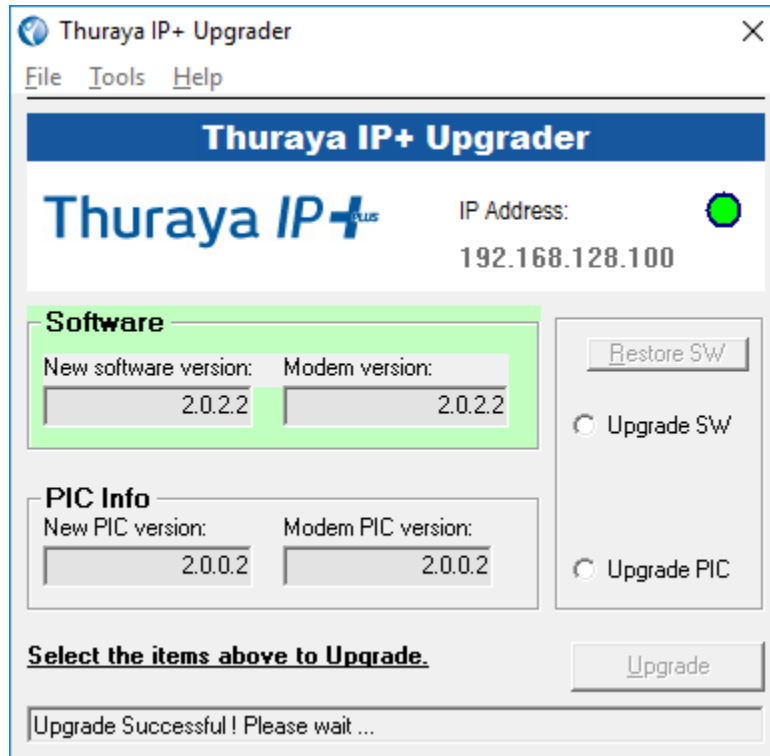 Thuraya IP+ Upgrader
File Tools Help
Thuraya IP+ Upgrader
Thuraya IP+ PLUS
IP Address:
192.168.128.100
Software
New software version: Modem version:
2.0.2.2 2.0.2.2
Restore SW
Upgrade SW
PIC Info
New PIC version: Modem PIC version:
2.0.0.2 2.0.0.2
Upgrade PIC
Select the items above to Upgrade.
Upgrade
Upgrade Successful ! Please wait ...